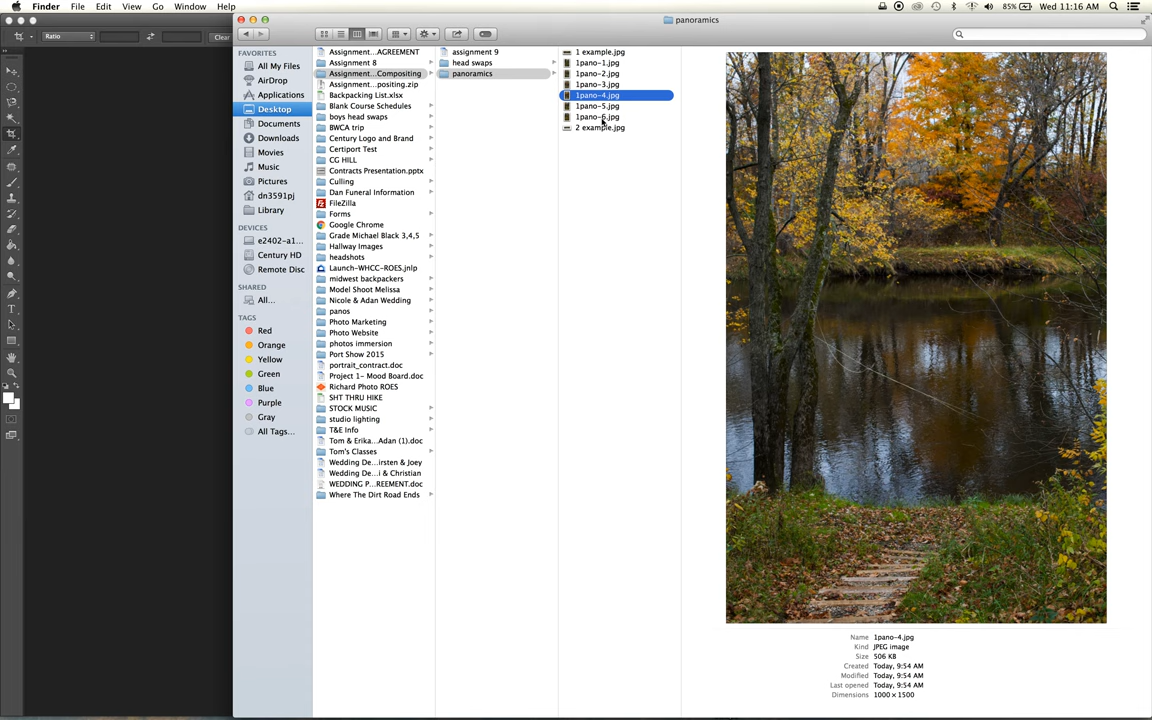 Finder File Edit View Go Window Help 85% Wed 11:16 AM
panoramics
Ratio Clear
FAVORITES
All My Files
AirDrop
Applications
Desktop
Documents
Downloads
Movies
Music
Pictures
dn3591pj
Library
DEVICES
e2402-a1...
Century HD
Remote Disc
SHARED
All...
TAGS
Red
Orange
Yellow
Green
Blue
Purple
Gray
All Tags...
Assignment...AGREEMENT
Assignment 8
Assignment...Compositing
Assignment...positing.zip
Backpacking List.xlsx
Blank Course Schedules
boys head swaps
BWCA trip
Century Logo and Brand
Certiport Test
CG HILL
Contracts Presentation.pptx
Culling
Dan Funeral Information
FileZilla
Forms
Google Chrome
Grade Michael Black 3,4,5
Hallway Images
headshots
Launch-WHCC-ROES.jnlp
midwest backpackers
Model Shoot Melissa
Nicole & Adan Wedding
panos
Photo Marketing
Photo Website
photos immersion
Port Show 2015
portrait_contract.doc
Project 1- Mood Board.doc
Richard Photo ROES
SHT THRU HIKE
STOCK MUSIC
studio lighting
T&E Info
Tom & Erika...Adan (1).doc
Tom's Classes
Wedding De...irsten & Joey
Wedding De...i & Christian
WEDDING P...REEMENT.doc
Where The Dirt Road Ends
assignment 9
head swaps
panoramics
1 example.jpg
1pano-1.jpg
1pano-2.jpg
1pano-3.jpg
1pano-4.jpg
1pano-5.jpg
1pano-6.jpg
2 example.jpg
Name 1pano-4.jpg
Kind JPEG image
Size 506 KB
Created Today, 9:54 AM
Modified Today, 9:54 AM
Last opened Today, 9:54 AM
Dimensions 1000 × 1500